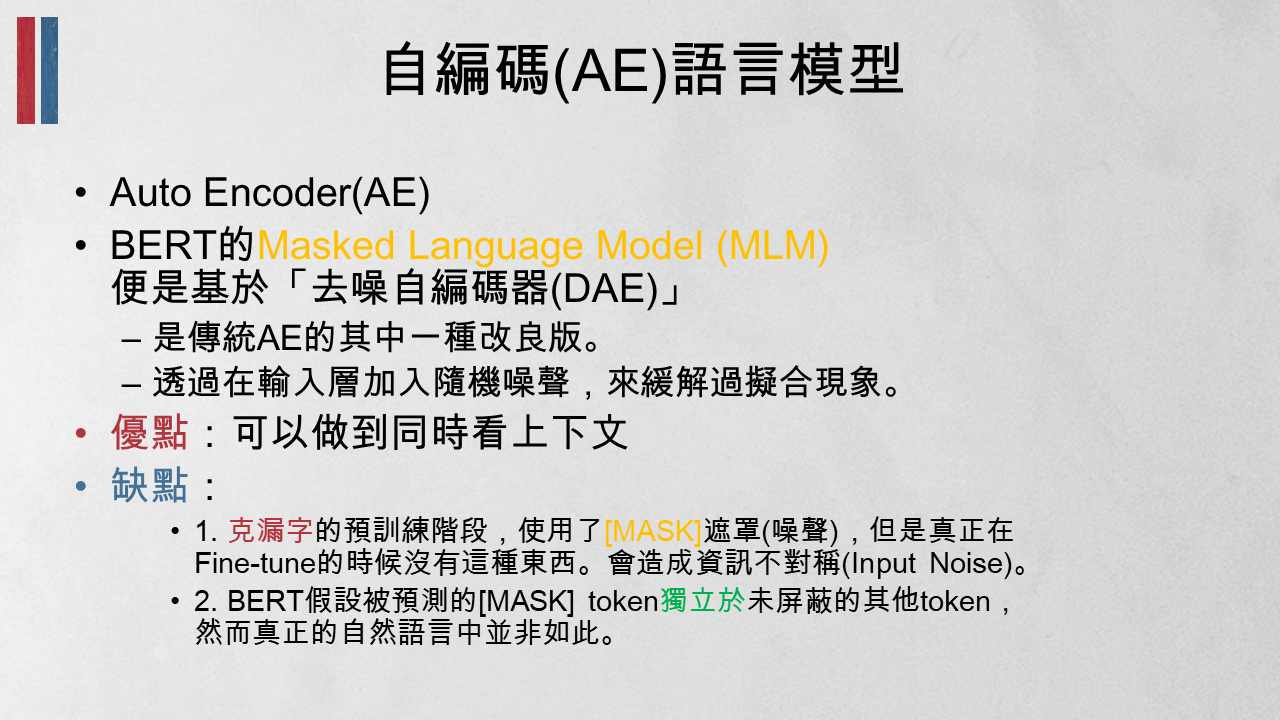 自編碼(AE)語言模型
• Auto Encoder(AE)
• BERT的Masked Language Model (MLM)
便是基於「去噪自編碼器(DAE)」
– 是傳統AE的其中一種改良版。
– 透過在輸入層加入隨機噪聲，來緩解過擬合現象。
• 優點：可以做到同時看上下文
• 缺點：
• 1. 克漏字的預訓練階段，使用了[MASK]遮罩(噪聲)，但是真正在
Fine-tune的時候沒有這種東西。會造成資訊不對稱(Input Noise)。
• 2. BERT假設被預測的[MASK] token獨立於未屏蔽的其他token，
然而真正的自然語言中並非如此。